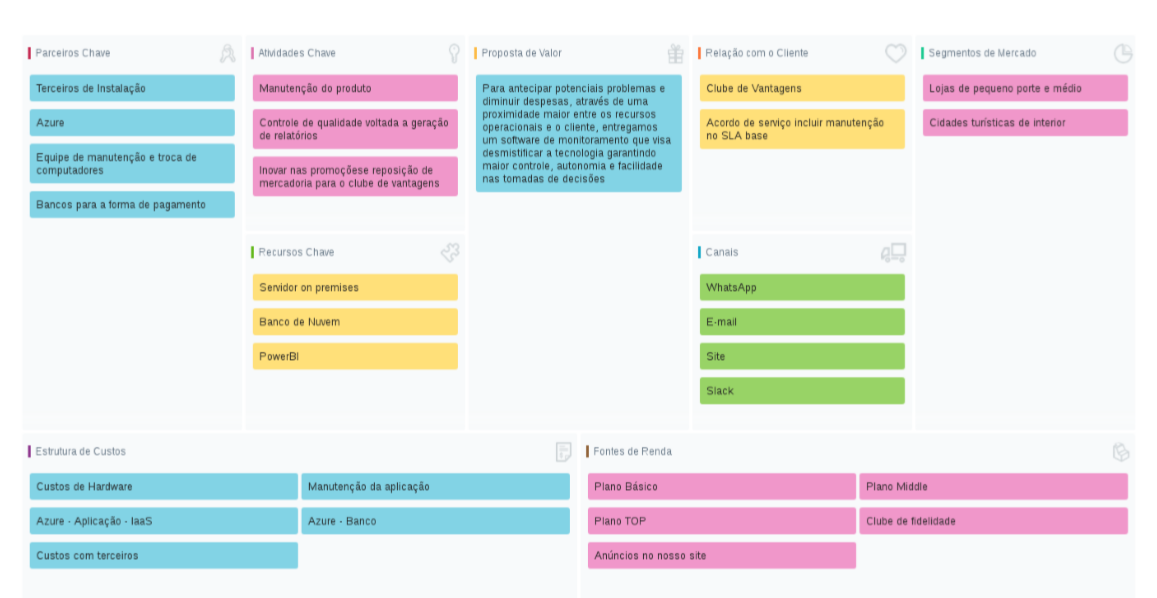 Parceiros Chave
Terceiros de Instalação
Azure
Equipe de manutenção e troca de
computadores
Bancos para a forma de pagamento
Atividades Chave
Manutenção do produto
Controle de qualidade voltada a geração
de relatórios
Inovar nas promoçõese reposição de
mercadoria para o clube de vantagens
Recursos Chave
Servidor on premises
Banco de Nuvem
PowerBI
Proposta de Valor
Para antecipar potenciais problemas e
diminuir despesas, através de uma
proximidade maior entre os recursos
operacionais e o cliente, entregamos
um software de monitoramento que visa
desmistificar a tecnologia garantindo
maior controle, autonomia e facilidade
nas tomadas de decisões
Relação com o Cliente
Clube de Vantagens
Acordo de serviço incluir manutenção
no SLA base
Canais
WhatsApp
E-mail
Site
Slack
Segmentos de Mercado
Lojas de pequeno porte e médio
Cidades turísticas de interior
Estrutura de Custos
Custos de Hardware
Manutenção da aplicação
Azure - Aplicação - IaaS
Azure - Banco
Custos com terceiros
Fontes de Renda
Plano Básico
Plano Middle
Plano TOP
Clube de fidelidade
Anúncios no nosso site